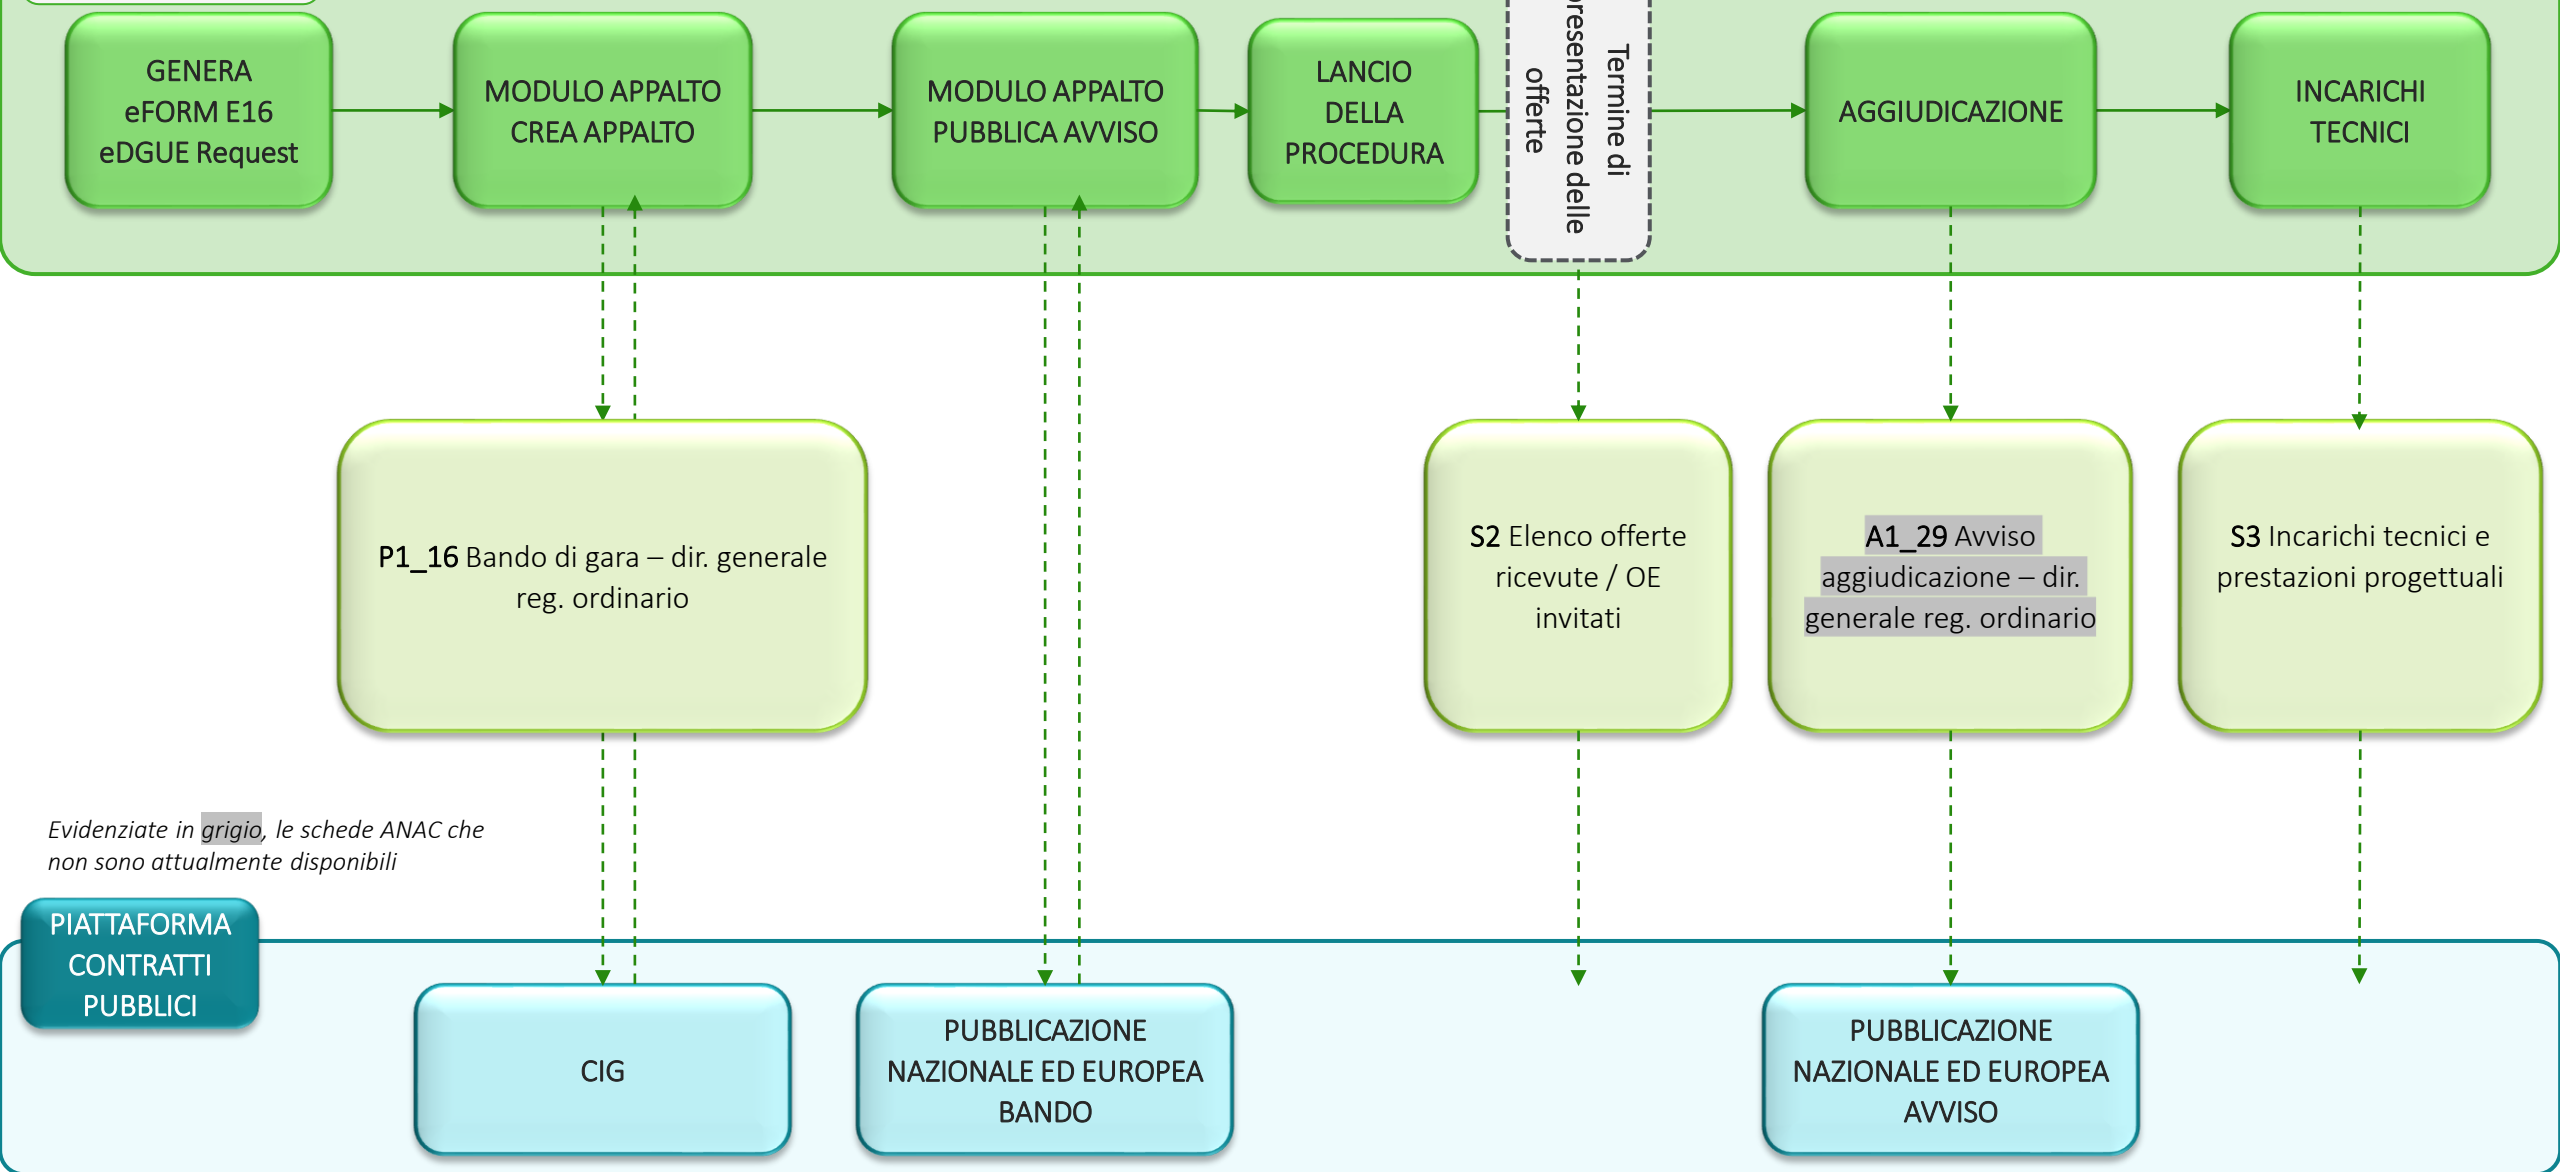 GENERA
eFORM E16
eDGUE Request
MODULO APPALTO
CREA APPALTO
MODULO APPALTO
PUBBLICA AVVISO
LANCIO
DELLA
PROCEDURA
Termine di
presentazione delle
offerte
AGGIUDICAZIONE
INCARICHI
TECNICI
P1_16 Bando di gara – dir. generale
reg. ordinario
S2 Elenco offerte
ricevute / OE
invitati
A1_29 Avviso
aggiudicazione – dir.
generale reg. ordinario
S3 Incarichi tecnici e
prestazioni progettuali
Evidenziate in grigio, le schede ANAC che
non sono attualmente disponibili
PIATTAFORMA
CONTRATTI
PUBBLICI
CIG
PUBBLICAZIONE
NAZIONALE ED EUROPEA
BANDO
PUBBLICAZIONE
NAZIONALE ED EUROPEA
AVVISO